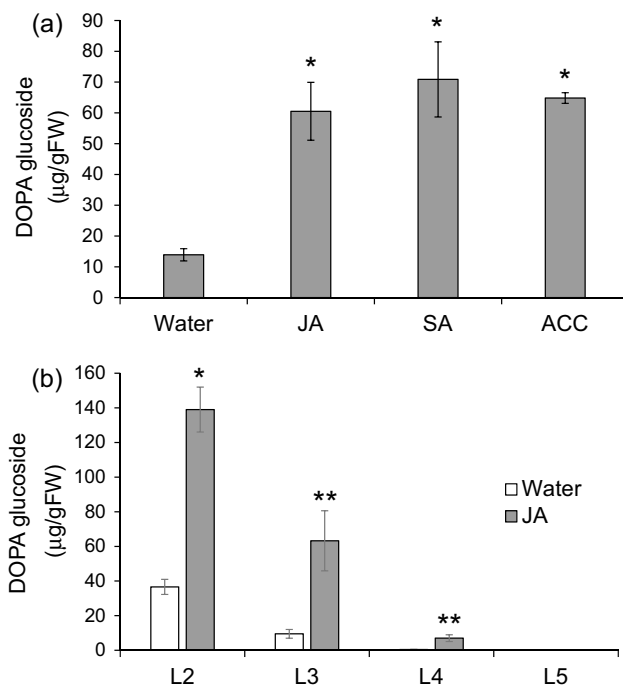 (a)
DOPA glucoside
(µg/gFW)
90
80
70
60
50
40
30
20
10
0
*
*
*
Water JA SA ACC
(b)
DOPA glucoside
(µg/gFW)
160
140
120
100
80
60
40
20
0
*
**
**
Water
JA
L2 L3 L4 L5